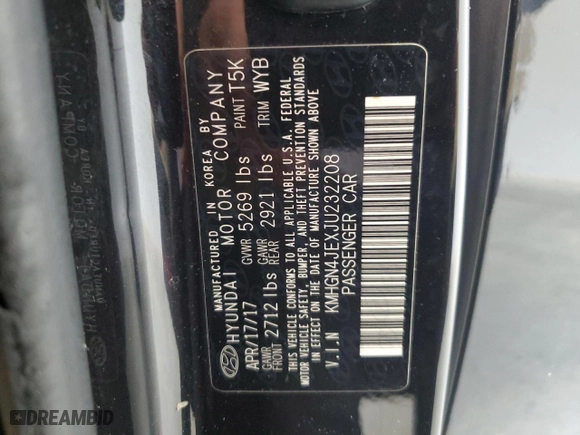 MANUFACTURED IN KOREA BY
HYUNDAI MOTOR COMPANY
APR/17/17 GVWR 5269 lbs PAINT T5K
GAWR FRONT 2712 lbs GAWR REAR 2921 lbs TRIM WYB
THIS VEHICLE CONFORMS TO ALL APPLICABLE U.S.A. FEDERAL
MOTOR VEHICLE SAFETY, BUMPER, AND THEFT PREVENTION STANDARDS
IN EFFECT ON THE DATE OF MANUFACTURE SHOWN ABOVE
V.I.N KMHGN4JEXJU232208
PASSENGER CAR
DREAMBID